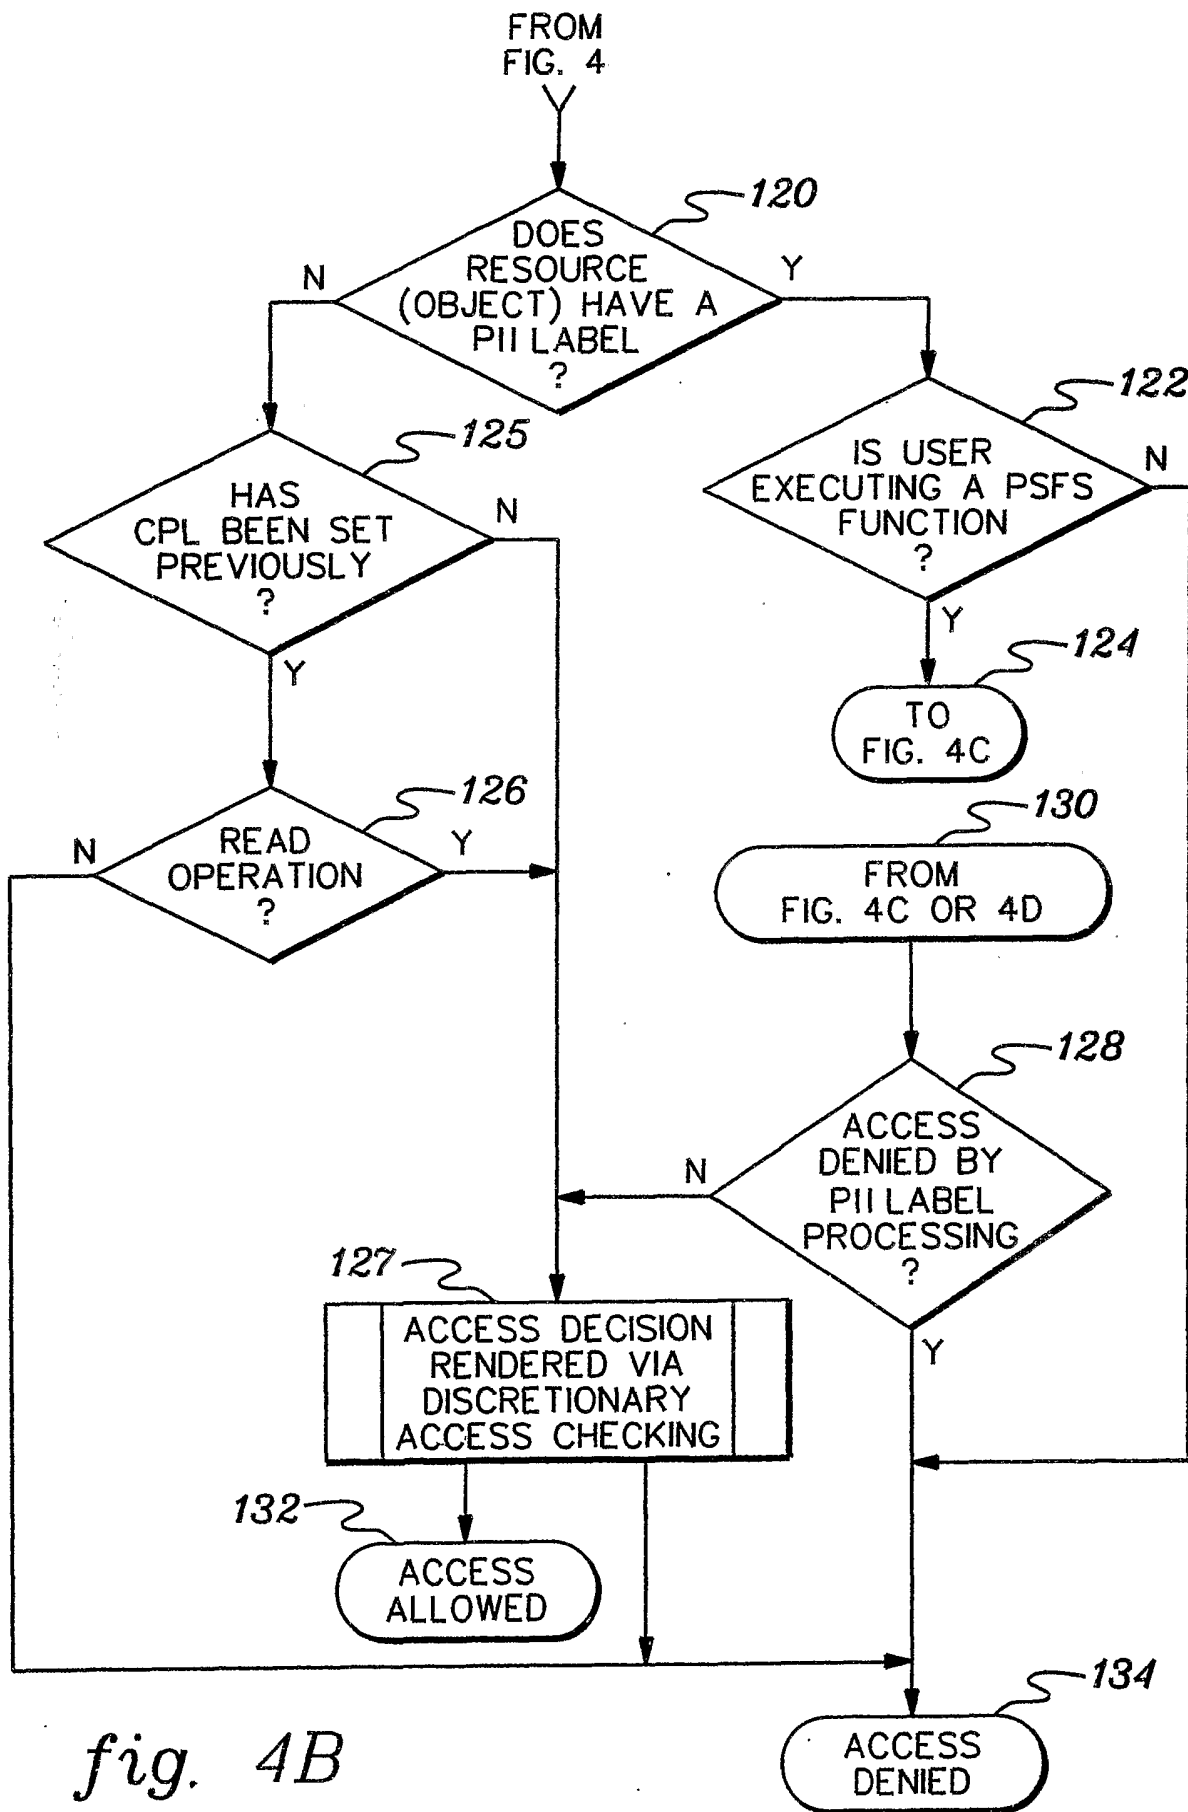 FROM
FIG. 4
120
DOES
RESOURCE
(OBJECT) HAVE A
PII LABEL
?
N
Y
125
HAS
CPL BEEN SET
PREVIOUSLY
?
N
Y
122
IS USER
EXECUTING A PSFS
FUNCTION
?
N
Y
124
TO
FIG. 4C
126
READ
OPERATION
?
N
Y
130
FROM
FIG. 4C OR 4D
128
ACCESS
DENIED BY
PII LABEL
PROCESSING
?
N
Y
127
ACCESS DECISION
RENDERED VIA
DISCRETIONARY
ACCESS CHECKING
132
ACCESS
ALLOWED
134
ACCESS
DENIED
fig. 4B